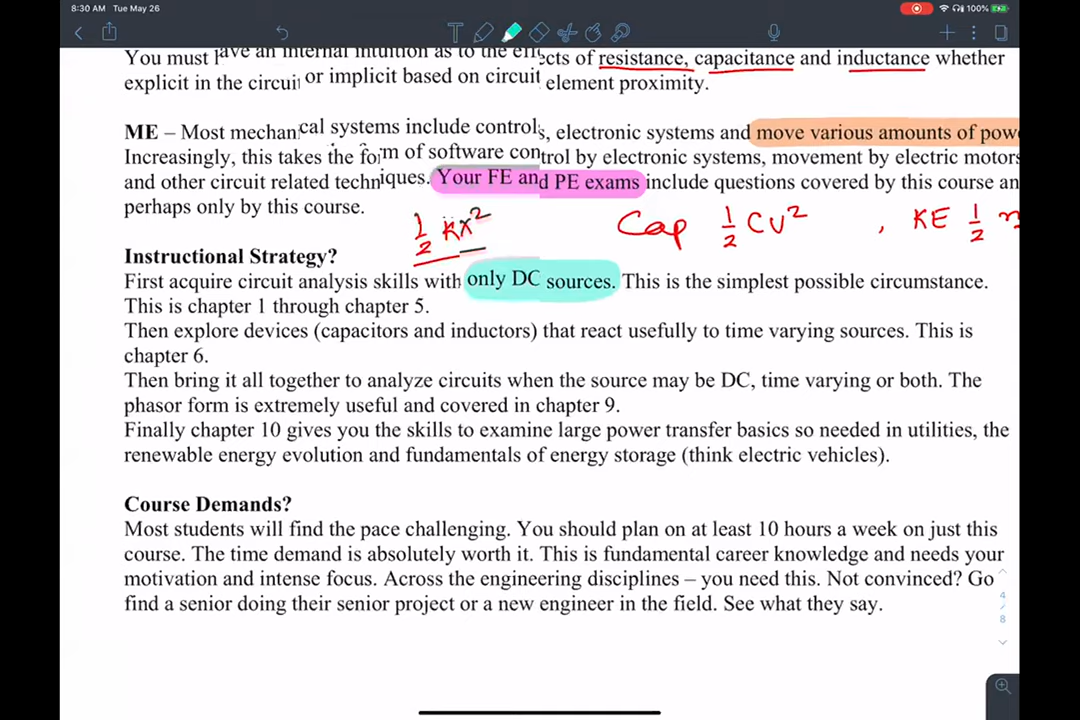 8:30 AM Tue May 26
100%
You must have an internal intuition as to the effects of resistance, capacitance and inductance whether
explicit in the circuit or implicit based on circuit element proximity.
ME – Most mechanical systems include controls, electronic systems and move various amounts of pow
Increasingly, this takes the form of software control by electronic systems, movement by electric motors
and other circuit related techniques. Your FE and PE exams include questions covered by this course an
perhaps only by this course.
½ Kx² Cap ½ CV² , KE ½
Instructional Strategy?
First acquire circuit analysis skills with only DC sources. This is the simplest possible circumstance.
This is chapter 1 through chapter 5.
Then explore devices (capacitors and inductors) that react usefully to time varying sources. This is
chapter 6.
Then bring it all together to analyze circuits when the source may be DC, time varying or both. The
phasor form is extremely useful and covered in chapter 9.
Finally chapter 10 gives you the skills to examine large power transfer basics so needed in utilities, the
renewable energy evolution and fundamentals of energy storage (think electric vehicles).
Course Demands?
Most students will find the pace challenging. You should plan on at least 10 hours a week on just this
course. The time demand is absolutely worth it. This is fundamental career knowledge and needs your
motivation and intense focus. Across the engineering disciplines – you need this. Not convinced? Go
find a senior doing their senior project or a new engineer in the field. See what they say.
4
/
8